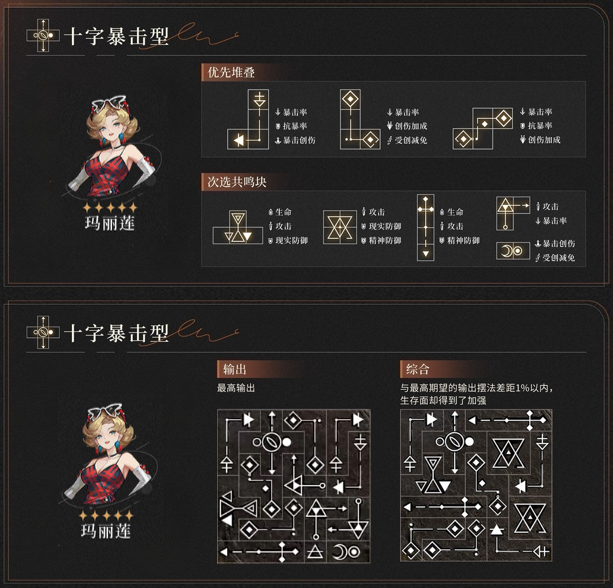 十字暴击型
优先堆叠
暴击率
抗暴率
暴击创伤
暴击率
创伤加成
受创减免
暴击率
抗暴率
创伤加成
玛丽莲
次选共鸣块
生命
攻击
现实防御
攻击
现实防御
精神防御
生命
攻击
精神防御
攻击
暴击率
暴击创伤
受创减免
十字暴击型
输出
最高输出
综合
与最高期望的输出摆法差距1%以内，
生存面却得到了加强
玛丽莲